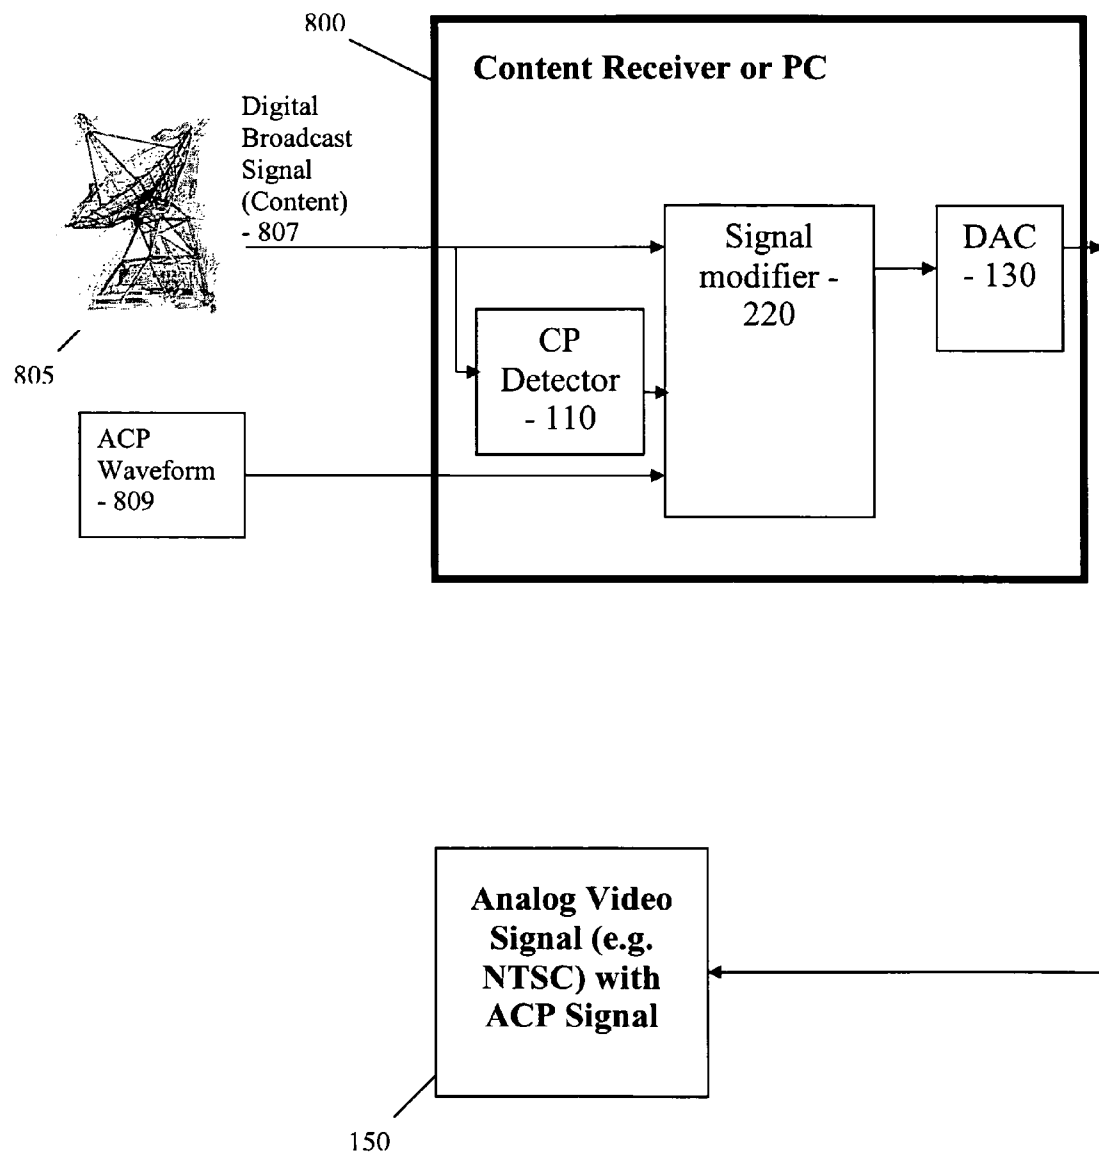 800
Content Receiver or PC
Digital
Broadcast
Signal
(Content)
- 807
805
Signal
modifier -
220
DAC
- 130
CP
Detector
- 110
ACP
Waveform
- 809
Analog Video
Signal (e.g.
NTSC) with
ACP Signal
150